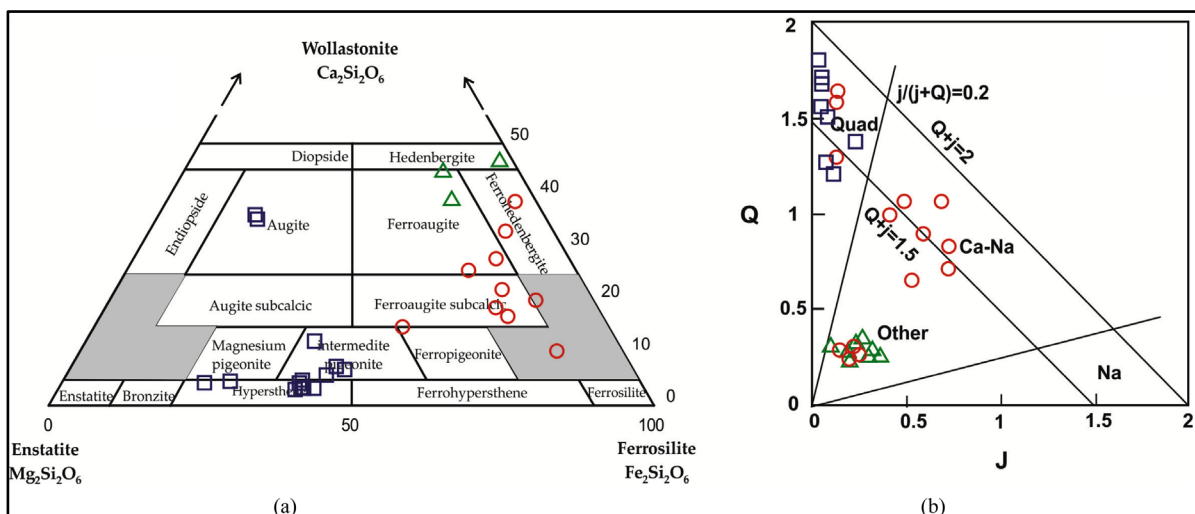 Wollastonite
Ca2Si2O6
50
Diopside
Hedenbergite
40
Endiopside
Augite
Ferroaugite
Ferrohedenbergite
30
20
Augite subcalcic
Ferroaugite subcalcic
Magnesium
pigeonite
intermedite
pigeonite
Ferropigeonite
10
Enstatite
Bronzite
Hypersthene
Ferrohypersthene
Ferrosilite
0
0
50
100
Enstatite
Mg2Si2O6
Ferrosilite
Fe2Si2O6
(a)
2
1.5
1
0.5
0
Q
j/(j+Q)=0.2
Quad
Q+j=2
Q+j=1.5
Ca-Na
Other
Na
0
0.5
1
1.5
2
J
(b)